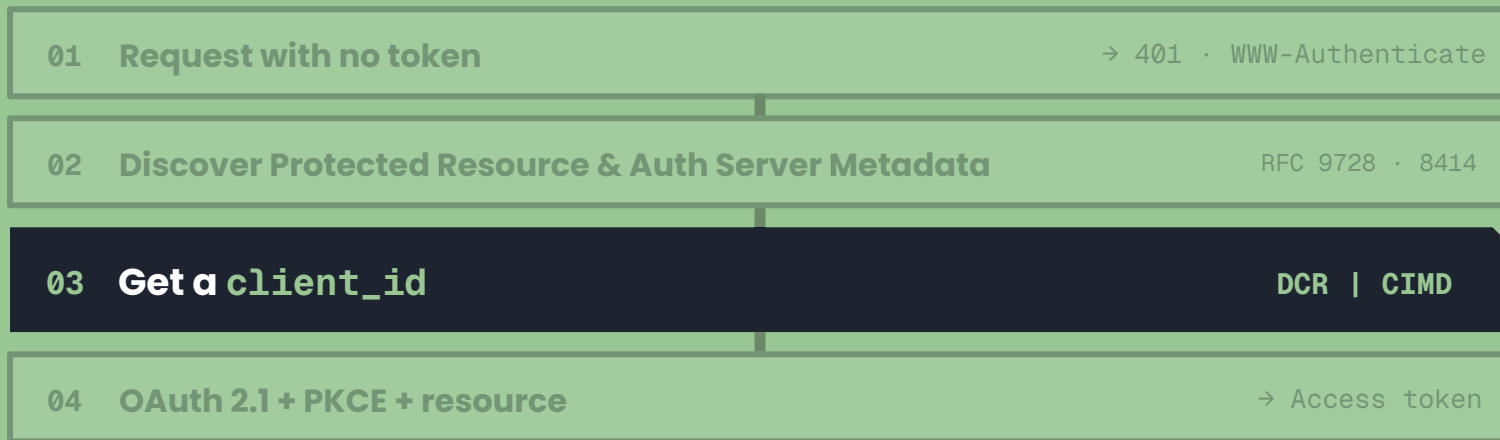 01 Request with no token → 401 · WWW-Authenticate
02 Discover Protected Resource & Auth Server Metadata RFC 9728 · 8414
03 Get a client_id DCR | CIMD
04 OAuth 2.1 + PKCE + resource → Access token